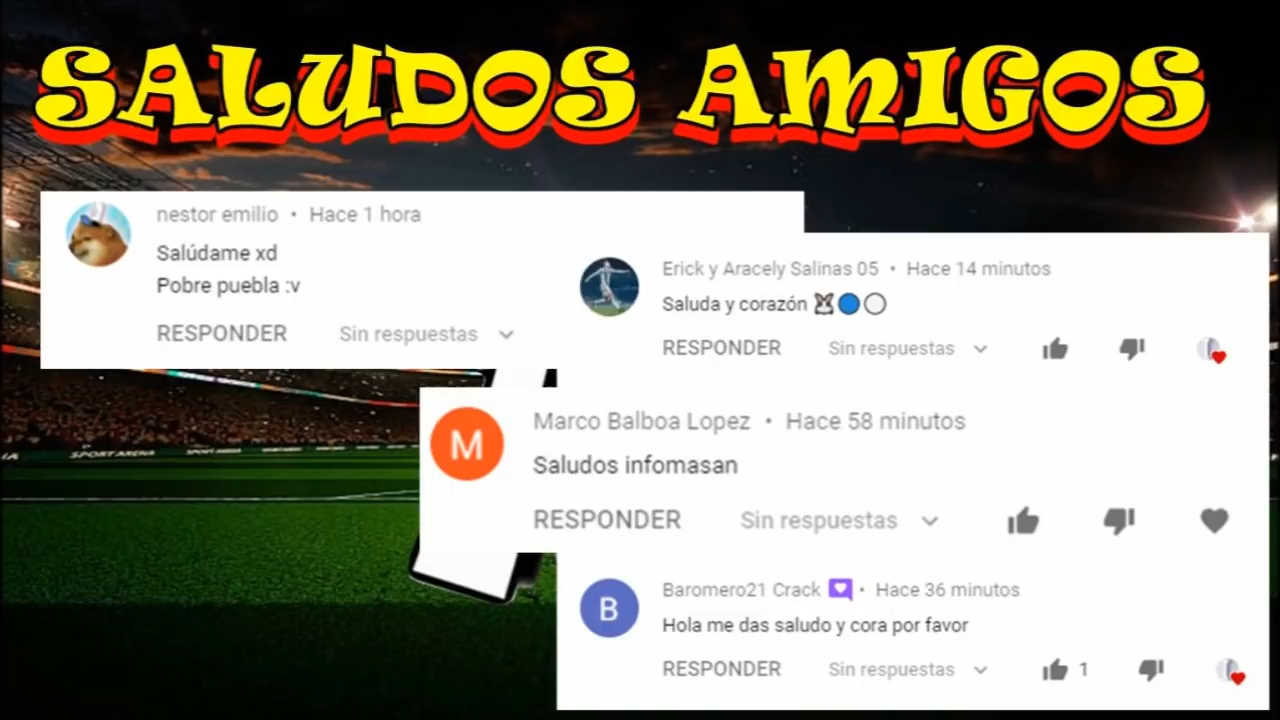 SALUDOS AMIGOS
nestor emilio • Hace 1 hora
Salúdame xd
Pobre puebla :v
RESPONDER Sin respuestas
Erick y Aracely Salinas 05 • Hace 14 minutos
Saluda y corazón 🐰🔵⚪
RESPONDER Sin respuestas
M
Marco Balboa Lopez • Hace 58 minutos
Saludos infomasan
RESPONDER Sin respuestas
SPORT ARENA
B
Baromero21 Crack • Hace 36 minutos
Hola me das saludo y cora por favor
RESPONDER Sin respuestas 1